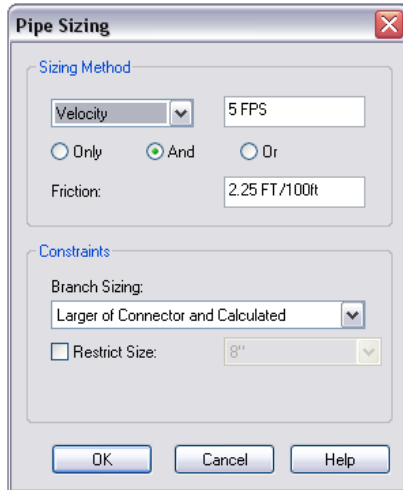 Pipe Sizing
Sizing Method
Velocity 5 FPS
Only And Or
Friction: 2.25 FT/100ft
Constraints
Branch Sizing:
Larger of Connector and Calculated
Restrict Size: 8"
OK Cancel Help